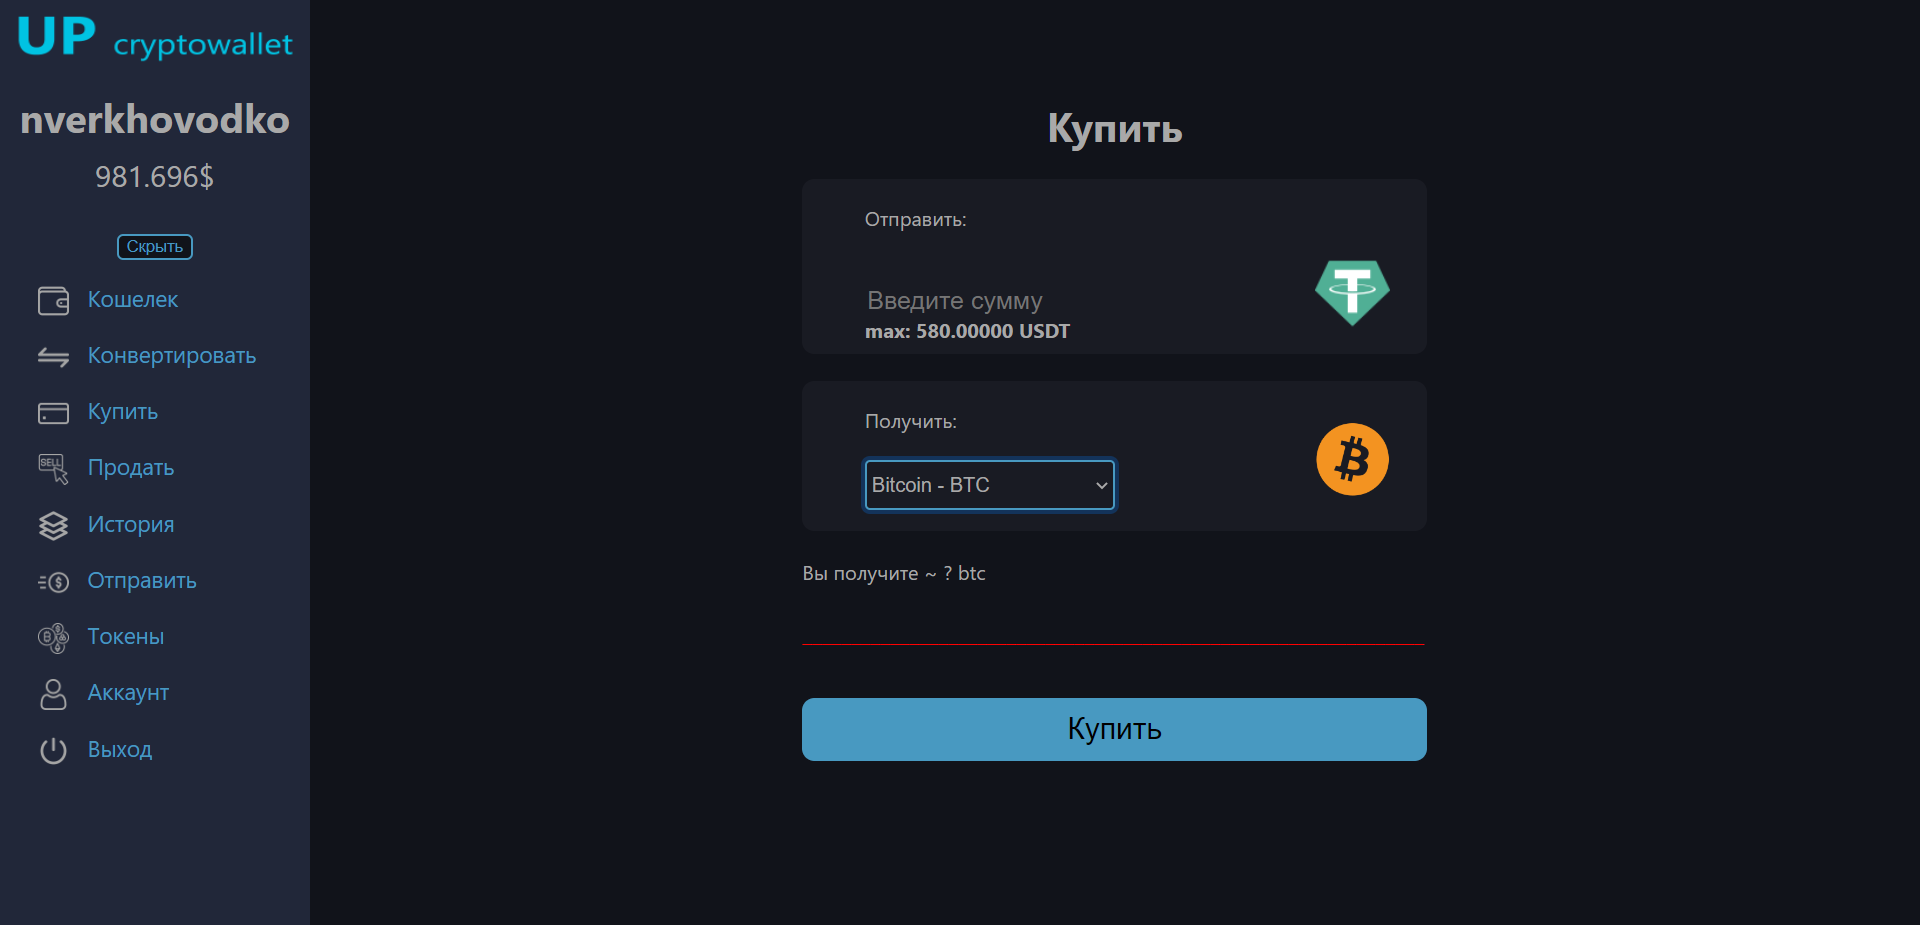 UP cryptowallet
nverkhovodko
981.696$
Скрыть
Кошелек
Конвертировать
Купить
SELL
Продать
История
Отправить
Токены
Аккаунт
Выход
Купить
Отправить:
Введите сумму
max: 580.00000 USDT
Получить:
Bitcoin - BTC
Вы получите ~ ? btc
Купить